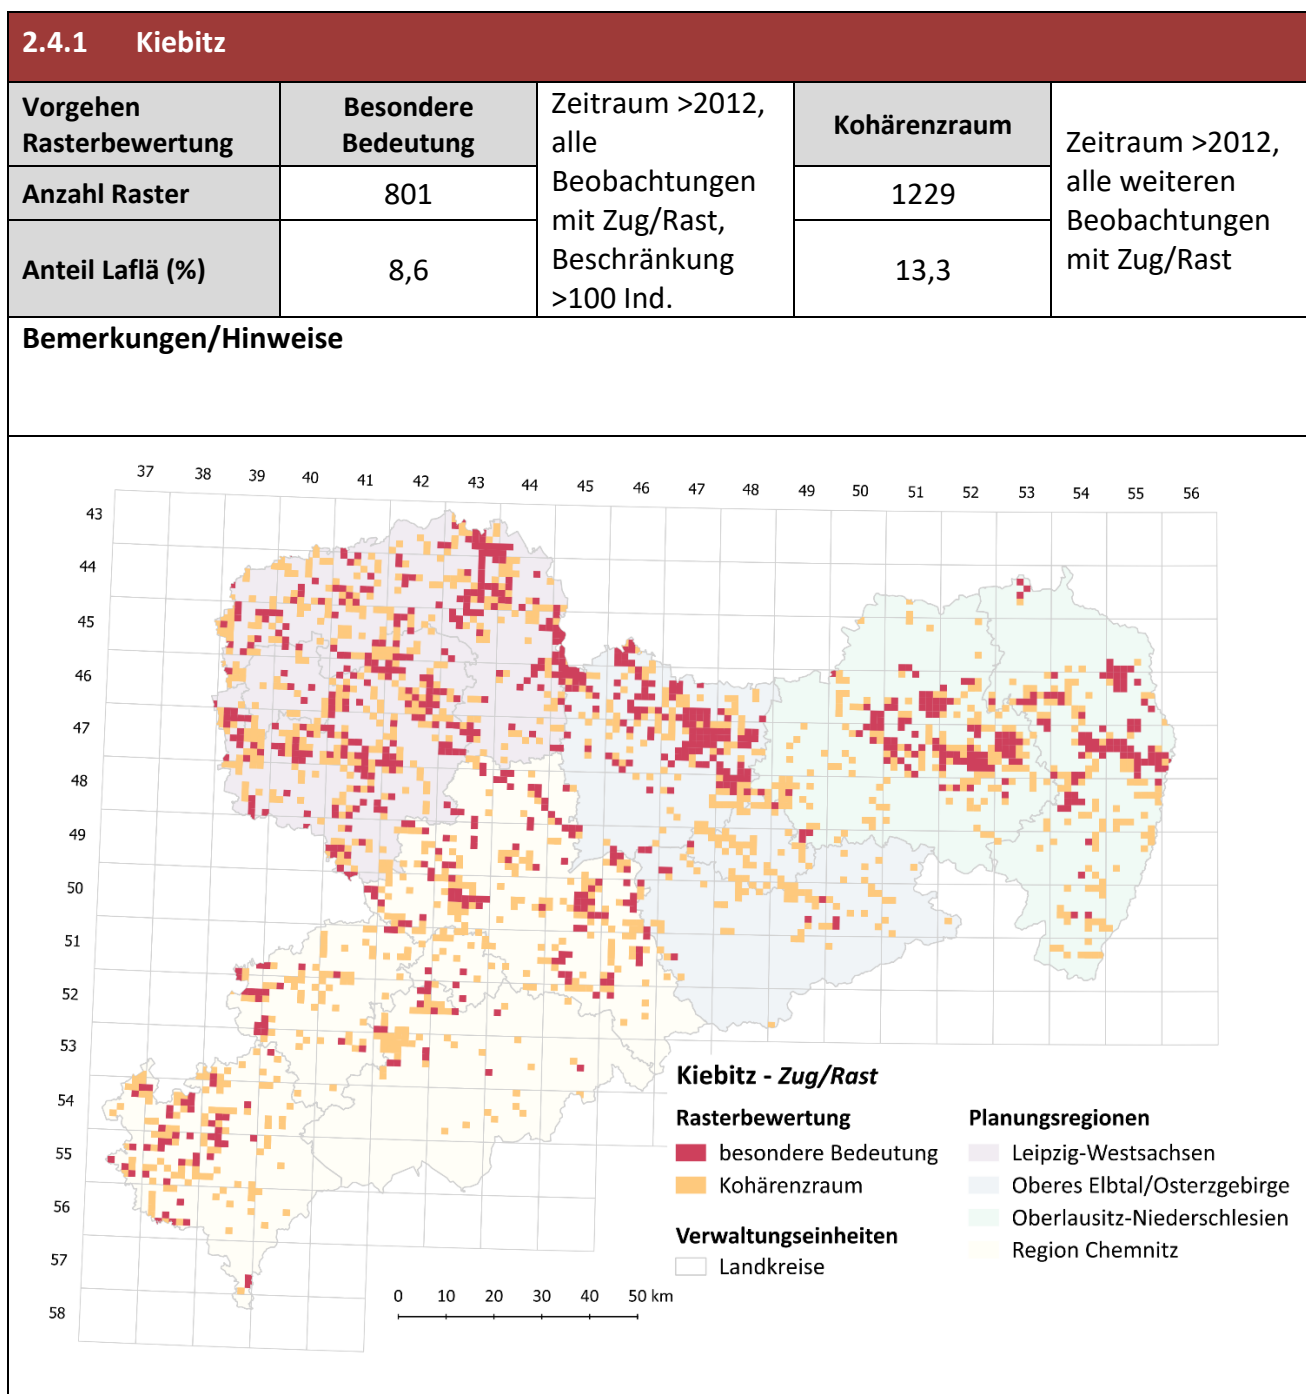 2.4.1 Kiebitz
Vorgehen
Rasterbewertung
Besondere
Bedeutung
Zeitraum >2012,
alle
Beobachtungen
mit Zug/Rast,
Beschränkung
>100 Ind.
Kohärenzraum
Zeitraum >2012,
alle weiteren
Beobachtungen
mit Zug/Rast
Anzahl Raster
801
1229
Anteil Laflä (%)
8,6
13,3
Bemerkungen/Hinweise
37 38 39 40 41 42 43 44 45 46 47 48 49 50 51 52 53 54 55 56
43
44
45
46
47
48
49
50
51
52
53
54
55
56
57
58
Kiebitz - Zug/Rast
Rasterbewertung
besondere Bedeutung
Kohärenzraum
Verwaltungseinheiten
Landkreise
Planungsregionen
Leipzig-Westsachsen
Oberes Elbtal/Osterzgebirge
Oberlausitz-Niederschlesien
Region Chemnitz
0 10 20 30 40 50 km